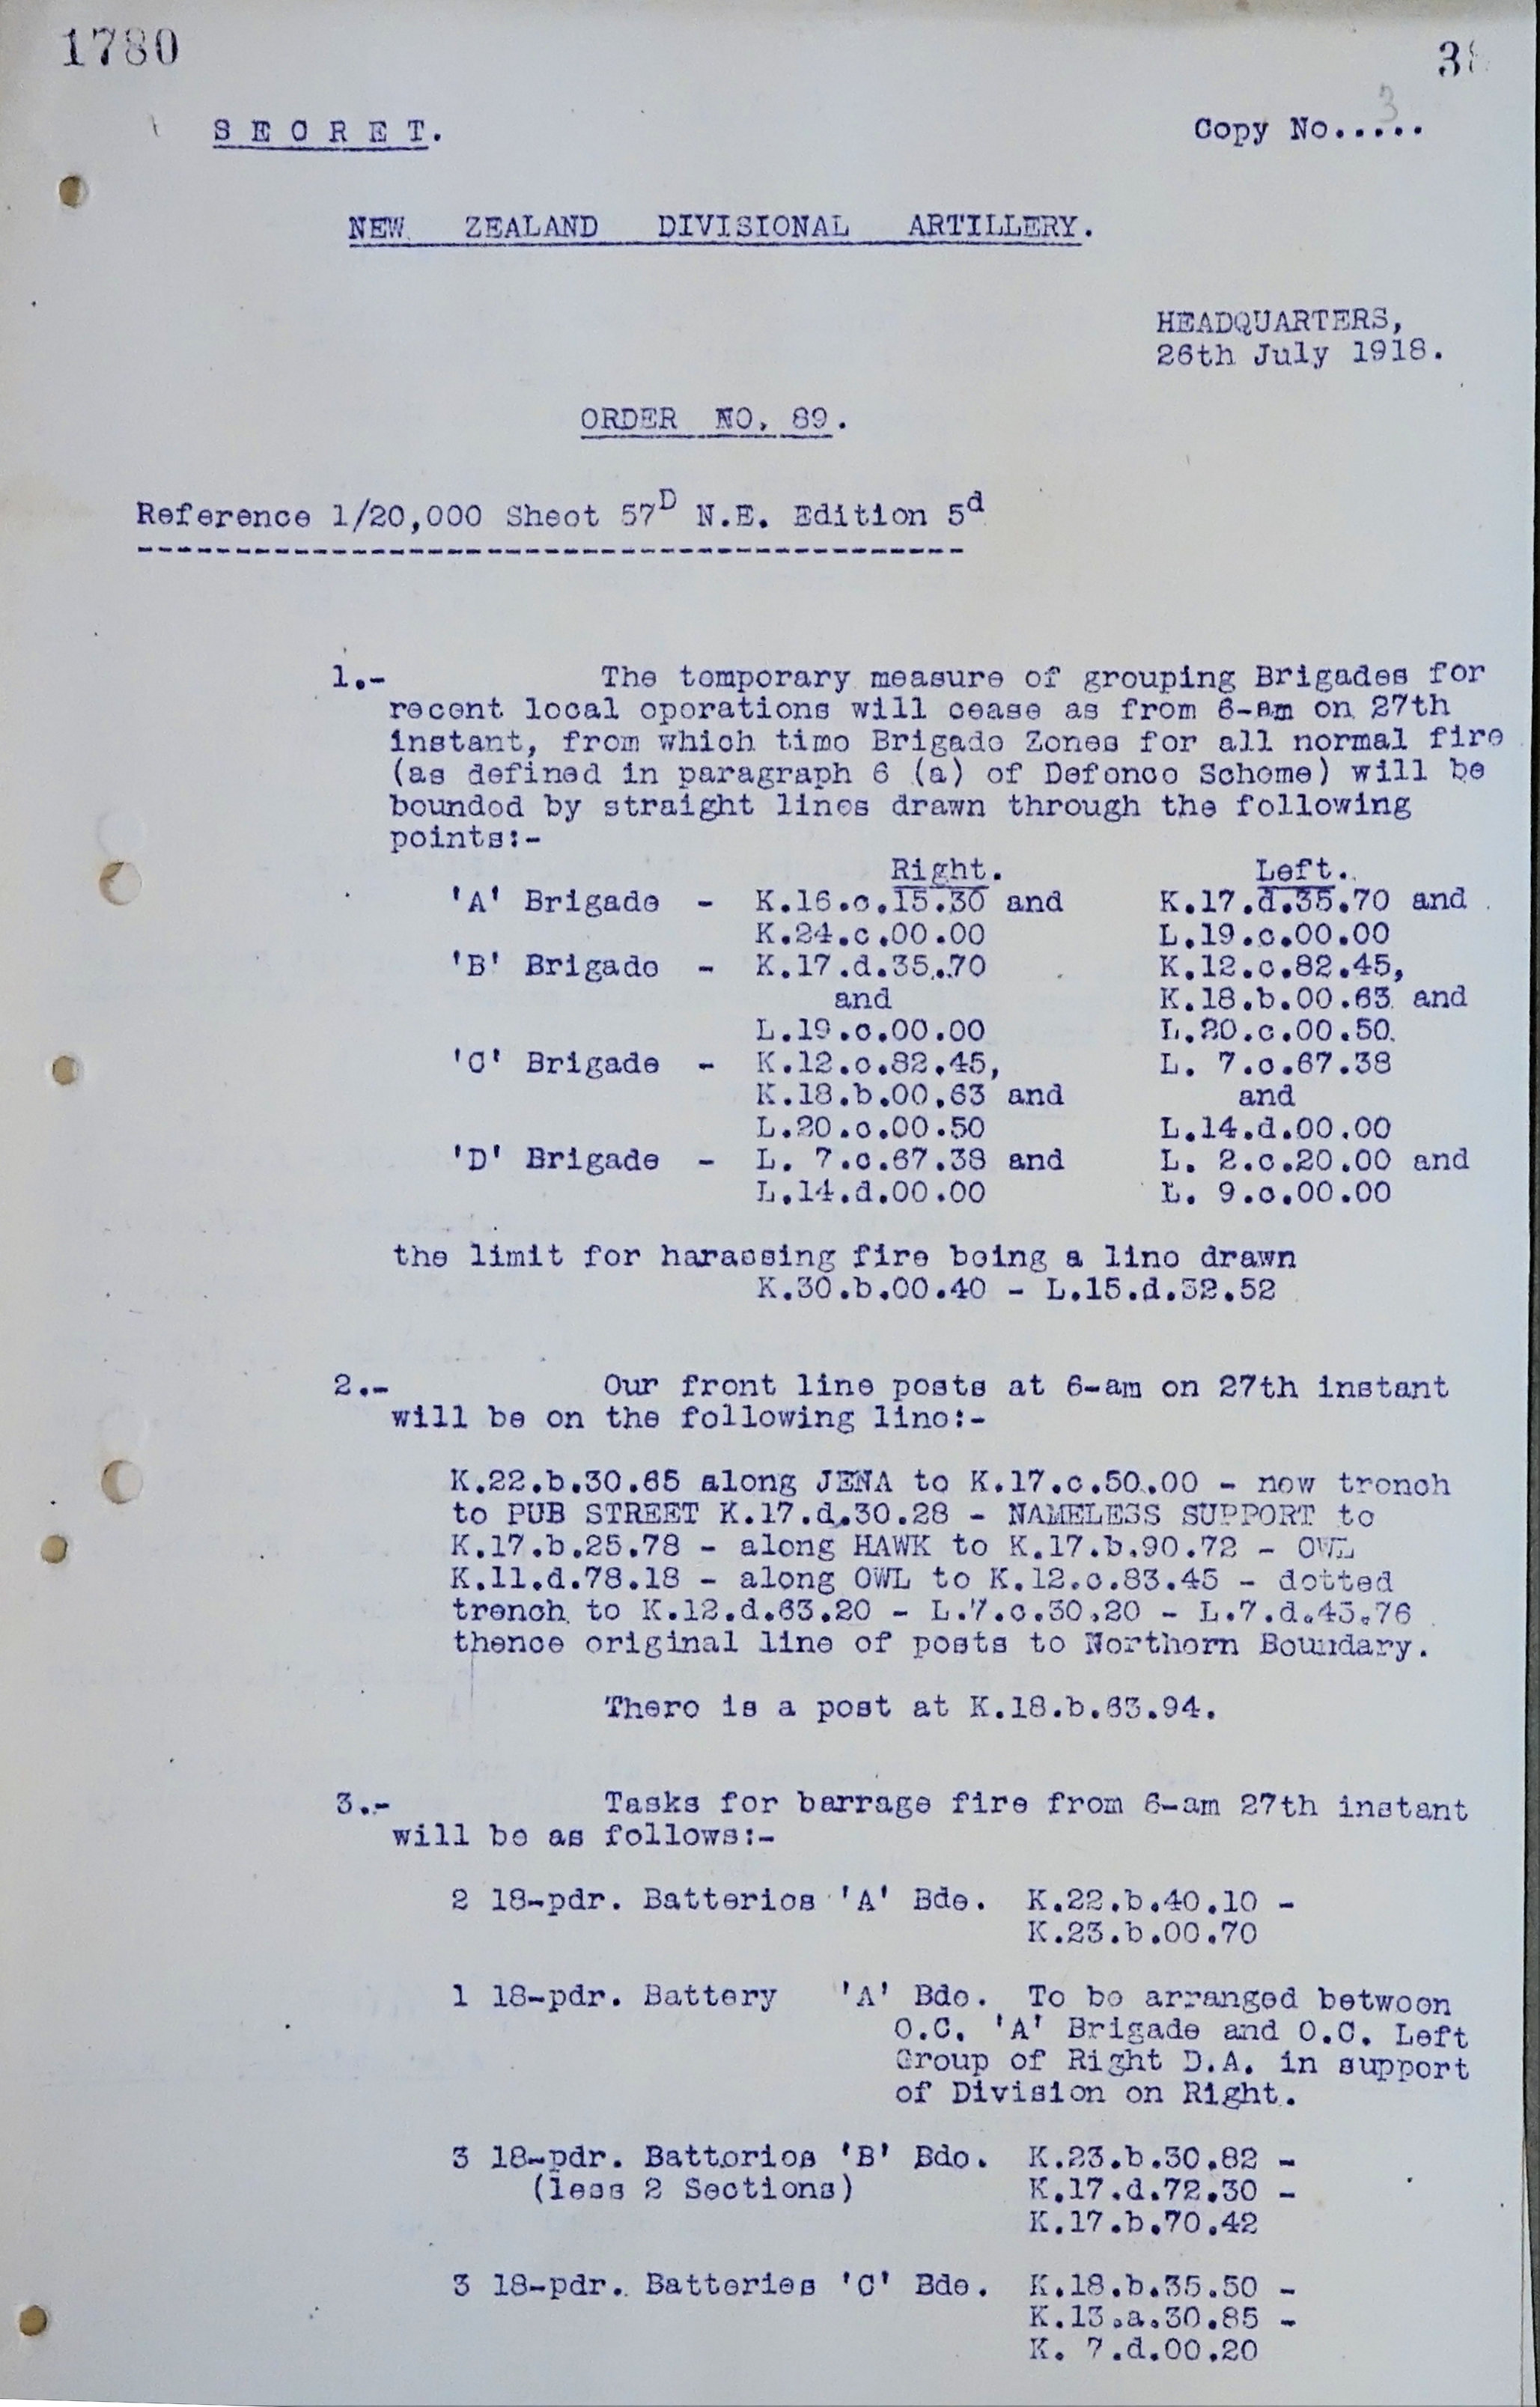 1780
38
3
SECRET.
Copy No.....
NEW ZEALAND DIVISIONAL ARTILLERY.
HEADQUARTERS,
26th July 1918.
ORDER NO. 89.
Reference 1/20,000 Sheet 57D N.E. Edition 5d
1.- The temporary measure of grouping Brigades for
recent local operations will cease as from 6-am on 27th
instant, from which time Brigade Zones for all normal fire
(as defined in paragraph 6 (a) of Defence Scheme) will be
bounded by straight lines drawn through the following
points:-
Right. Left.
'A' Brigade - K.16.c.15.30 and K.17.d.35.70 and
K.24.c.00.00 L.19.c.00.00
'B' Brigade - K.17.d.35.70 K.12.c.82.45,
and K.18.b.00.63 and
L.19.c.00.00 L.20.c.00.50.
'C' Brigade - K.12.c.82.45, L. 7.c.67.38
K.18.b.00.63 and and
L.20.c.00.50 L.14.d.00.00
'D' Brigade - L. 7.c.67.38 and L. 2.c.20.00 and
L.14.d.00.00 L. 9.c.00.00
the limit for harassing fire being a line drawn
K.30.b.00.40 - L.15.d.32.52
2.- Our front line posts at 6-am on 27th instant
will be on the following line:-
K.22.b.30.65 along JENA to K.17.c.50.00 - new trench
to PUB STREET K.17.d.30.28 - NAMELESS SUPPORT to
K.17.b.25.78 - along HAWK to K.17.b.90.72 - OWL
K.11.d.78.18 - along OWL to K.12.c.83.45 - dotted
trench to K.12.d.63.20 - L.7.c.30.20 - L.7.d.43.76
thence original line of posts to Northern Boundary.
There is a post at K.18.b.63.94.
3.- Tasks for barrage fire from 6-am 27th instant
will be as follows:-
2 18-pdr. Batteries 'A' Bde. K.22.b.40.10 -
K.23.b.00.70
1 18-pdr. Battery 'A' Bde. To be arranged between
O.C. 'A' Brigade and O.C. Left
Group of Right D.A. in support
of Division on Right.
3 18-pdr. Batteries 'B' Bde. K.23.b.30.82 -
(less 2 Sections) K.17.d.72.30 -
K.17.b.70.42
3 18-pdr. Batteries 'C' Bde. K.18.b.35.50 -
K.13.a.30.85 -
K. 7.d.00.20